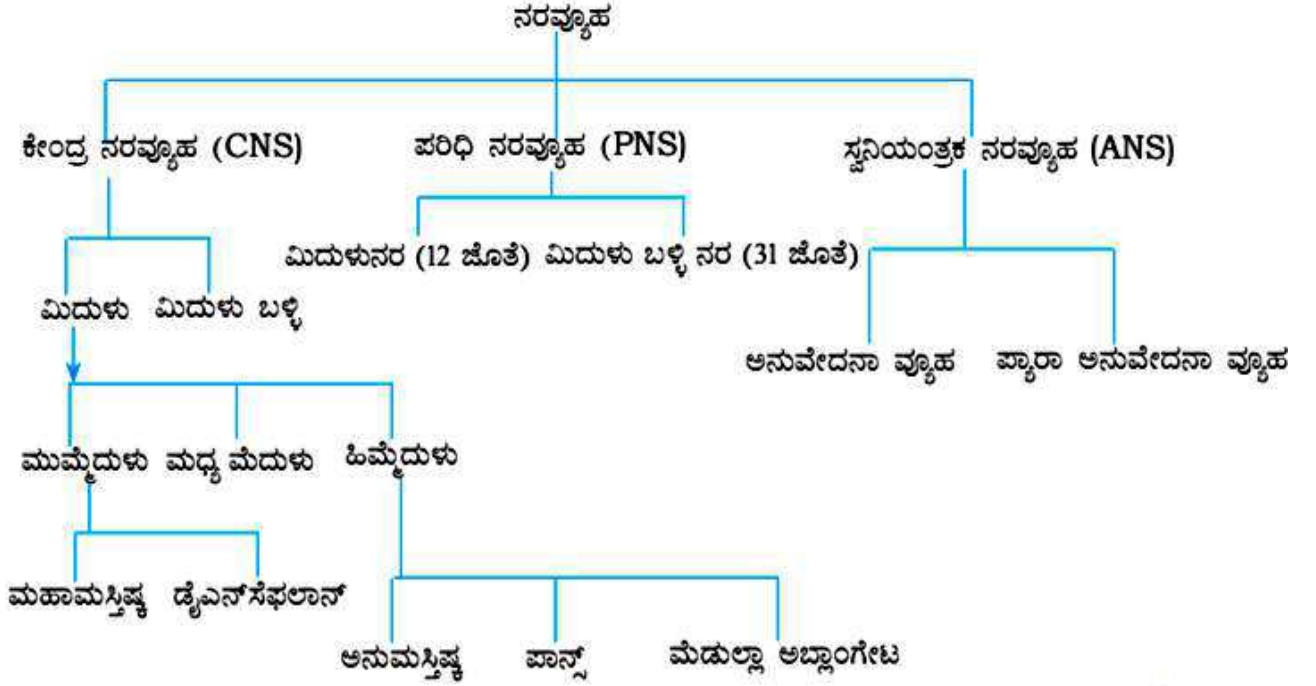 ನರವ್ಯೂಹ
ಕೇಂದ್ರ ನರವ್ಯೂಹ (CNS) ಪರಿಧಿ ನರವ್ಯೂಹ (PNS) ಸ್ವನಿಯಂತ್ರಕ ನರವ್ಯೂಹ (ANS)
ಮಿದುಳುನರ (12 ಜೊತೆ) ಮಿದುಳು ಬಳ್ಳಿ ನರ (31 ಜೊತೆ)
ಮಿದುಳು ಮಿದುಳು ಬಳ್ಳಿ
ಅನುವೇದನಾ ವ್ಯೂಹ ಪ್ಯಾರಾ ಅನುವೇದನಾ ವ್ಯೂಹ
ಮುಮ್ಮೆದುಳು ಮಧ್ಯ ಮೆದುಳು ಹಿಮ್ಮೆದುಳು
ಮಹಾಮಸ್ತಿಷ್ಕ ಡೈಎನ್‌ಸೆಫಲಾನ್
ಅನುಮಸ್ತಿಷ್ಕ ಪಾನ್ಸ್ ಮೆಡುಲ್ಲಾ ಅಬ್ಲಾಂಗೇಟ